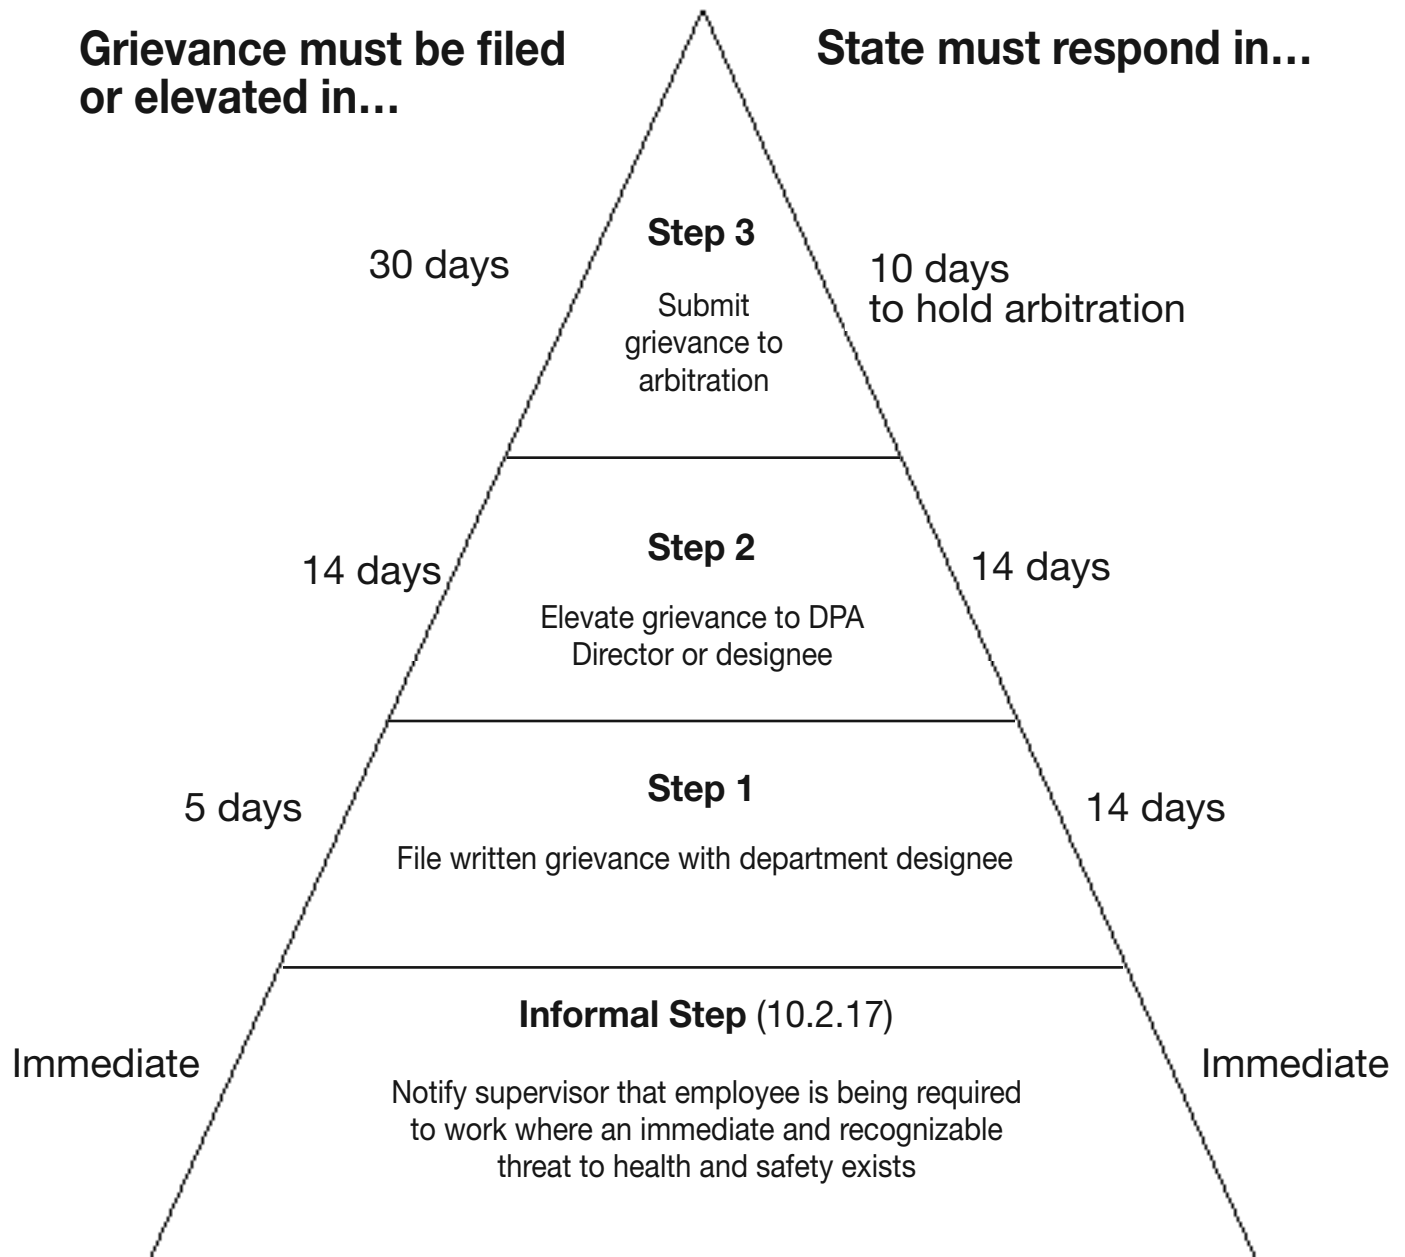 Grievance must be filed
or elevated in...
State must respond in...
Step 3
30 days
10 days
to hold arbitration
Submit
grievance to
arbitration
Step 2
14 days
14 days
Elevate grievance to DPA
Director or designee
Step 1
5 days
14 days
File written grievance with department designee
Informal Step (10.2.17)
Immediate
Immediate
Notify supervisor that employee is being required
to work where an immediate and recognizable
threat to health and safety exists